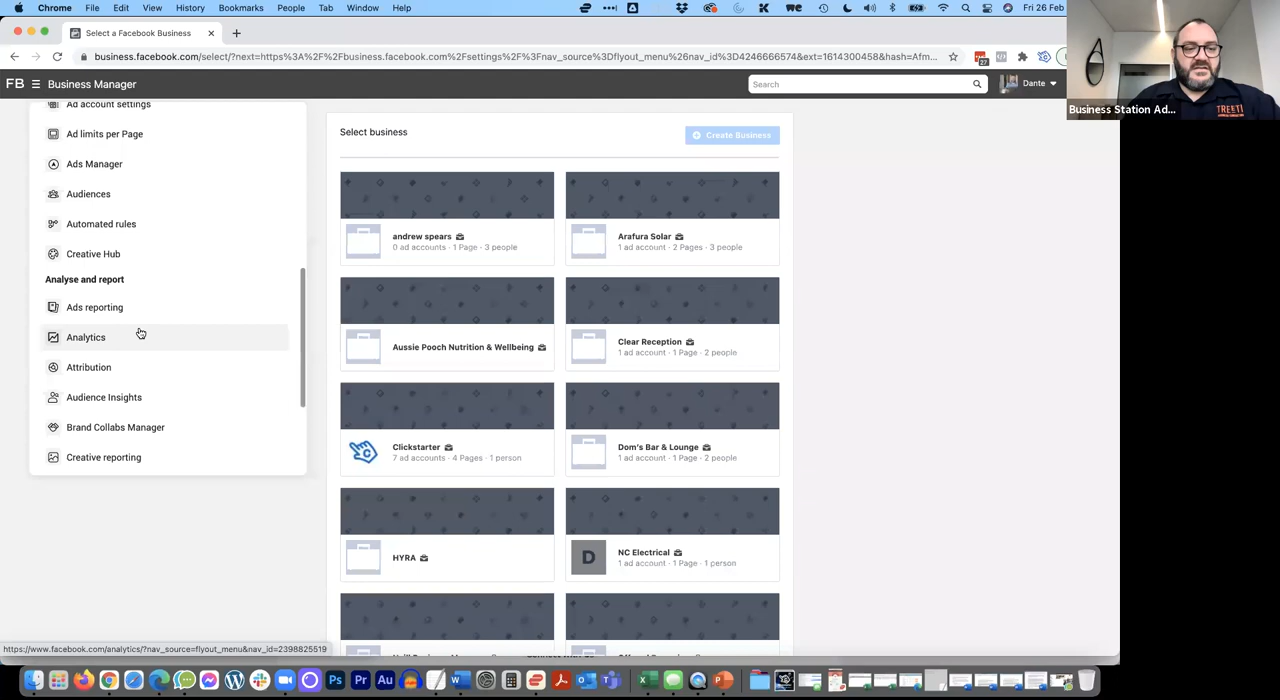 Chrome File Edit View History Bookmarks People Tab Window Help Fri 26 Feb
Select a Facebook Business
business.facebook.com/select/?next=https%3A%2F%2Fbusiness.facebook.com%2Fsettings%2F%3Fnav_source%3Dflyout_menu%26nav_id%3D4246666574&ext=1614300458&hash=Afm...
27
FB Business Manager
Search
Dante
Business Station Ad...
TREETI
Ad account settings
Ad limits per Page
Ads Manager
Audiences
Automated rules
Creative Hub
Analyse and report
Ads reporting
Analytics
Attribution
Audience Insights
Brand Collabs Manager
Creative reporting
Select business
Create Business
andrew spears
0 ad accounts · 1 Page · 3 people
Arafura Solar
1 ad account · 2 Pages · 3 people
Aussie Pooch Nutrition & Wellbeing
Clear Reception
1 ad account · 1 Page · 2 people
Clickstarter
7 ad accounts · 4 Pages · 1 person
Dom's Bar & Lounge
1 ad account · 1 Page · 2 people
HYRA
D
NC Electrical
1 ad account · 1 Page · 1 person
https://www.facebook.com/analytics/?nav_source=flyout_menu&nav_id=2398825519